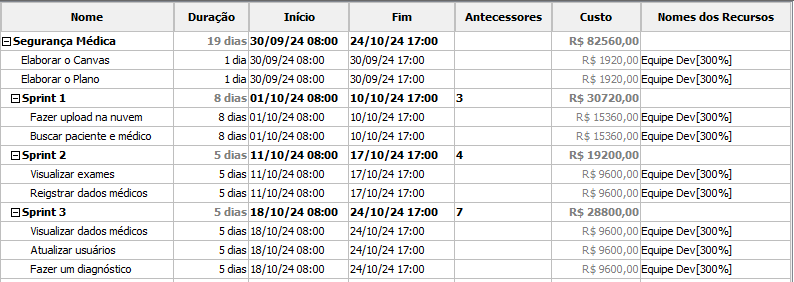 Nome Duração Início Fim Antecessores Custo Nomes dos Recursos
Segurança Médica 19 dias 30/09/24 08:00 24/10/24 17:00 R$ 82560,00
Elaborar o Canvas 1 dia 30/09/24 08:00 30/09/24 17:00 R$ 1920,00 Equipe Dev[300%]
Elaborar o Plano 1 dia 30/09/24 08:00 30/09/24 17:00 R$ 1920,00 Equipe Dev[300%]
Sprint 1 8 dias 01/10/24 08:00 10/10/24 17:00 3 R$ 30720,00
Fazer upload na nuvem 8 dias 01/10/24 08:00 10/10/24 17:00 R$ 15360,00 Equipe Dev[300%]
Buscar paciente e médico 8 dias 01/10/24 08:00 10/10/24 17:00 R$ 15360,00 Equipe Dev[300%]
Sprint 2 5 dias 11/10/24 08:00 17/10/24 17:00 4 R$ 19200,00
Visualizar exames 5 dias 11/10/24 08:00 17/10/24 17:00 R$ 9600,00 Equipe Dev[300%]
Reigstrar dados médicos 5 dias 11/10/24 08:00 17/10/24 17:00 R$ 9600,00 Equipe Dev[300%]
Sprint 3 5 dias 18/10/24 08:00 24/10/24 17:00 7 R$ 28800,00
Visualizar dados médicos 5 dias 18/10/24 08:00 24/10/24 17:00 R$ 9600,00 Equipe Dev[300%]
Atualizar usuários 5 dias 18/10/24 08:00 24/10/24 17:00 R$ 9600,00 Equipe Dev[300%]
Fazer um diagnóstico 5 dias 18/10/24 08:00 24/10/24 17:00 R$ 9600,00 Equipe Dev[300%]